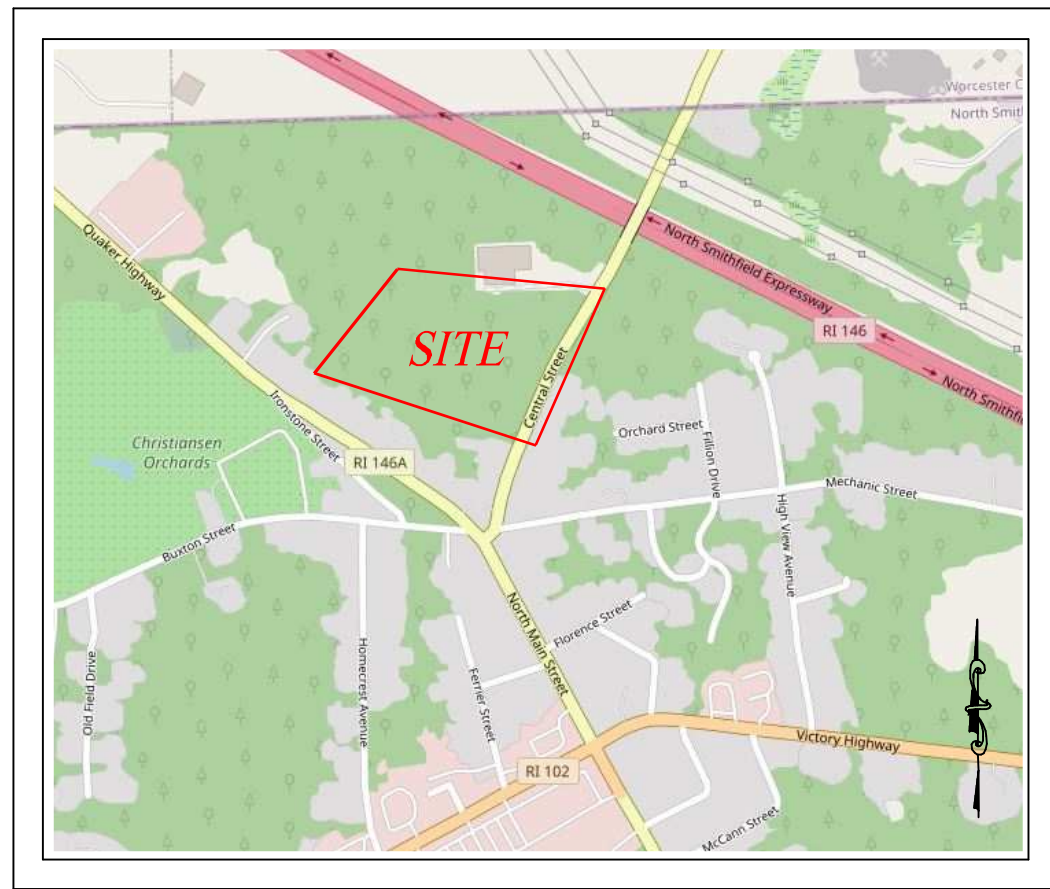 Worcester C
North Smit
Quaker Highway
North Smithfield Expressway
RI 146
North Smithfi
SITE
Central Street
Ironstone Street
Christiansen
Orchards
RI 146A
Orchard Street
Fillion Drive
Mechanic Street
High View Avenue
Buxton Street
North Main Street
Florence Street
Old Field Drive
Homecrest Avenue
Ferrier Street
Victory Highway
RI 102
McCann Street